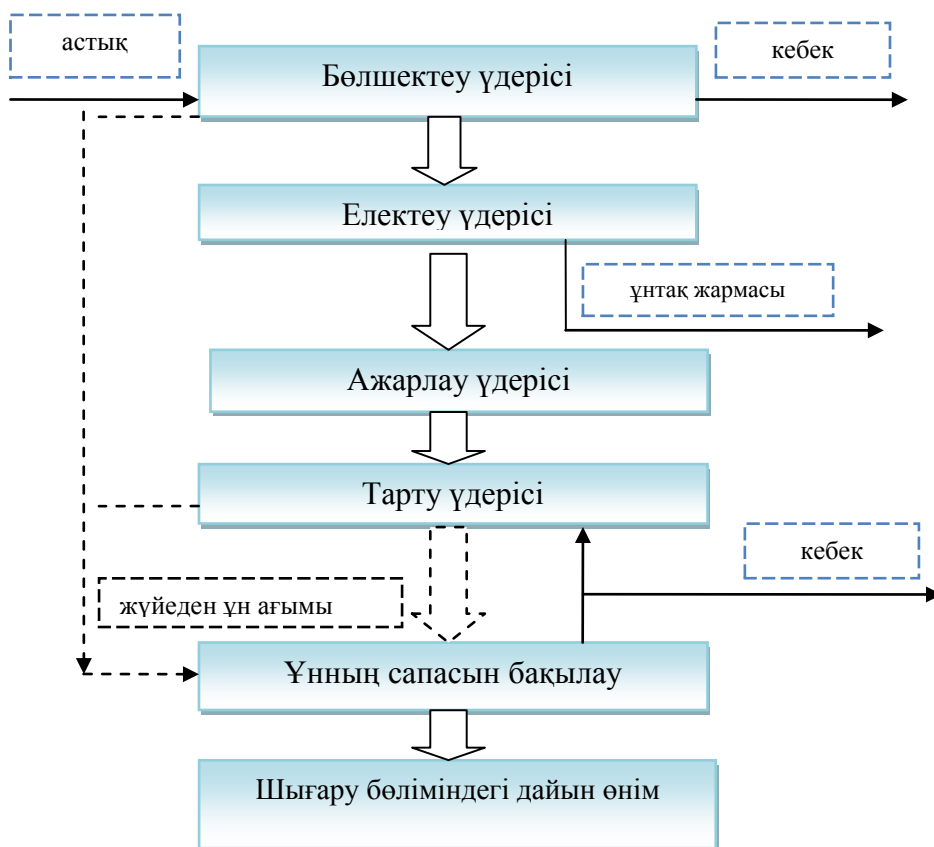 астық
кебек
Бөлшектеу үдерісі
Електеу үдерісі
ұнтақ жармасы
Ажарлау үдерісі
Тарту үдерісі
кебек
жүйеден ұн ағымы
Ұнның сапасын бақылау
Шығару бөліміндегі дайын өнім